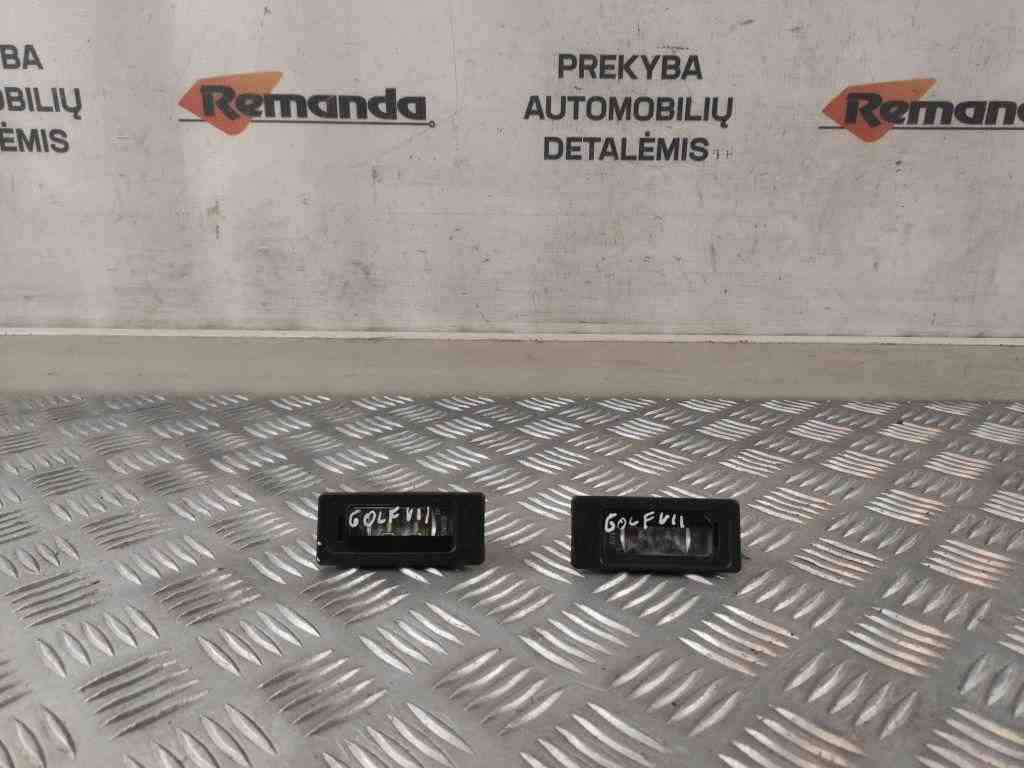 BA
OBILIŲ
ĖMIS
Remanda
PREKYBA
AUTOMOBILIŲ
DETALĖMIS
Remand
GOLF VII
GOLF VII